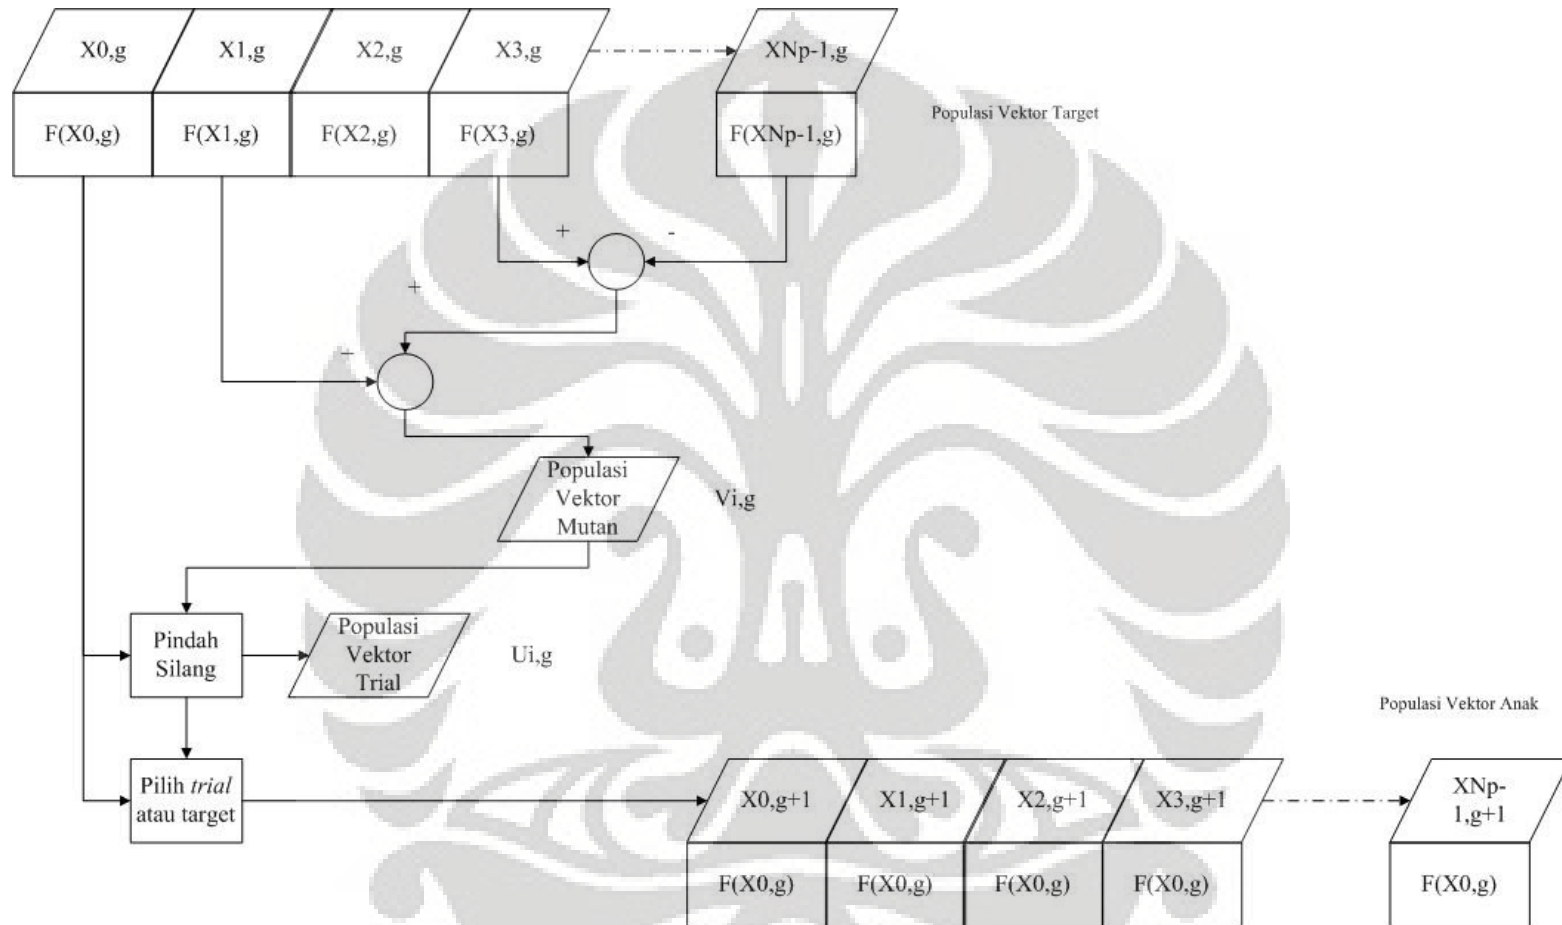 X0,g
X1,g
X2,g
X3,g
XNp-1,g
F(X0,g)
F(X1,g)
F(X2,g)
F(X3,g)
F(XNp-1,g)
Populasi Vektor Target
+
-
+
+
Populasi
Vektor
Mutan
Vi,g
Pindah
Silang
Populasi
Vektor
Trial
Ui,g
Populasi Vektor Anak
Pilih trial
atau target
X0,g+1
X1,g+1
X2,g+1
X3,g+1
XNp-
1,g+1
F(X0,g)
F(X0,g)
F(X0,g)
F(X0,g)
F(X0,g)